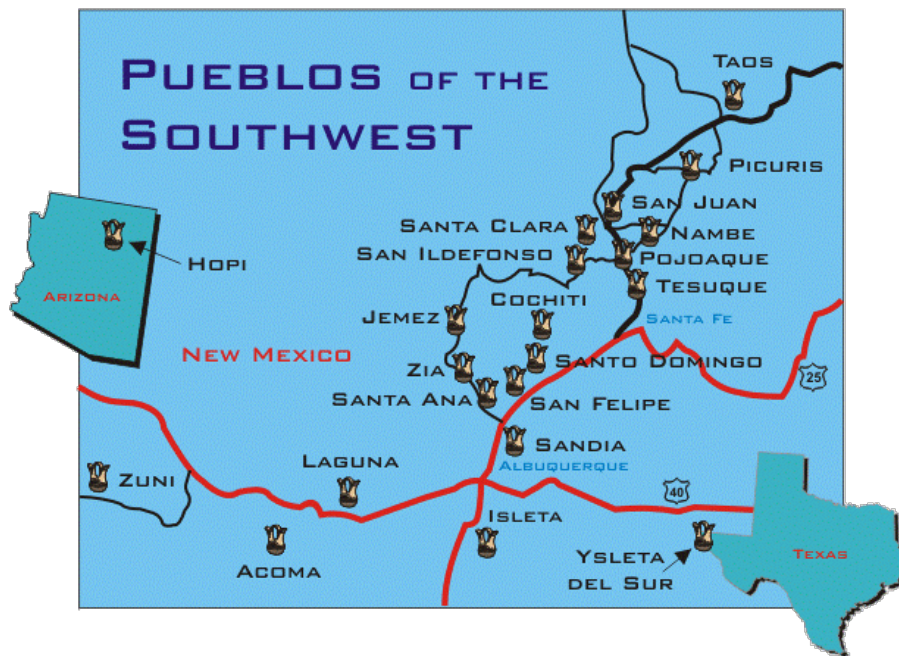 PUEBLOS OF THE
SOUTHWEST
TAOS
PICURIS
SAN JUAN
SANTA CLARA
NAMBE
SAN ILDEFONSO
POJOAQUE
HOPI
TESUQUE
ARIZONA
COCHITI
JEMEZ
SANTA FE
NEW MEXICO
SANTO DOMINGO
ZIA
25
SANTA ANA
SAN FELIPE
SANDIA
LAGUNA
ALBUQUERQUE
ZUNI
40
ISLETA
YSLETA
DEL SUR
TEXAS
ACOMA